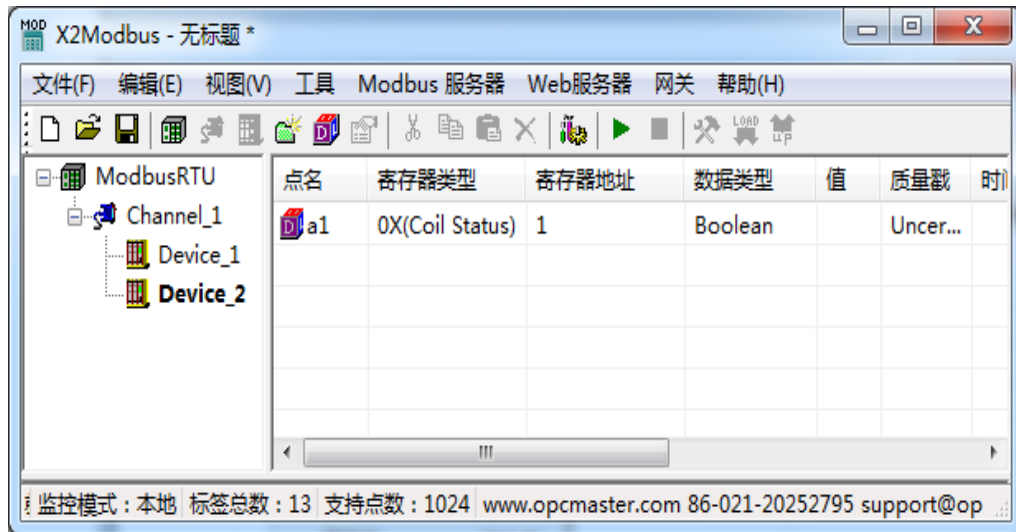 MOD
X2Modbus - 无标题 *
文件(F) 编辑(E) 视图(V) 工具 Modbus 服务器 Web服务器 网关 帮助(H)
LOAD UP
ModbusRTU
Channel_1
Device_1
Device_2
点名 寄存器类型 寄存器地址 数据类型 值 质量戳
D a1 0X(Coil Status) 1 Boolean Uncer...
监控模式：本地 标签总数：13 支持点数：1024 www.opcmaster.com 86-021-20252795 support@op